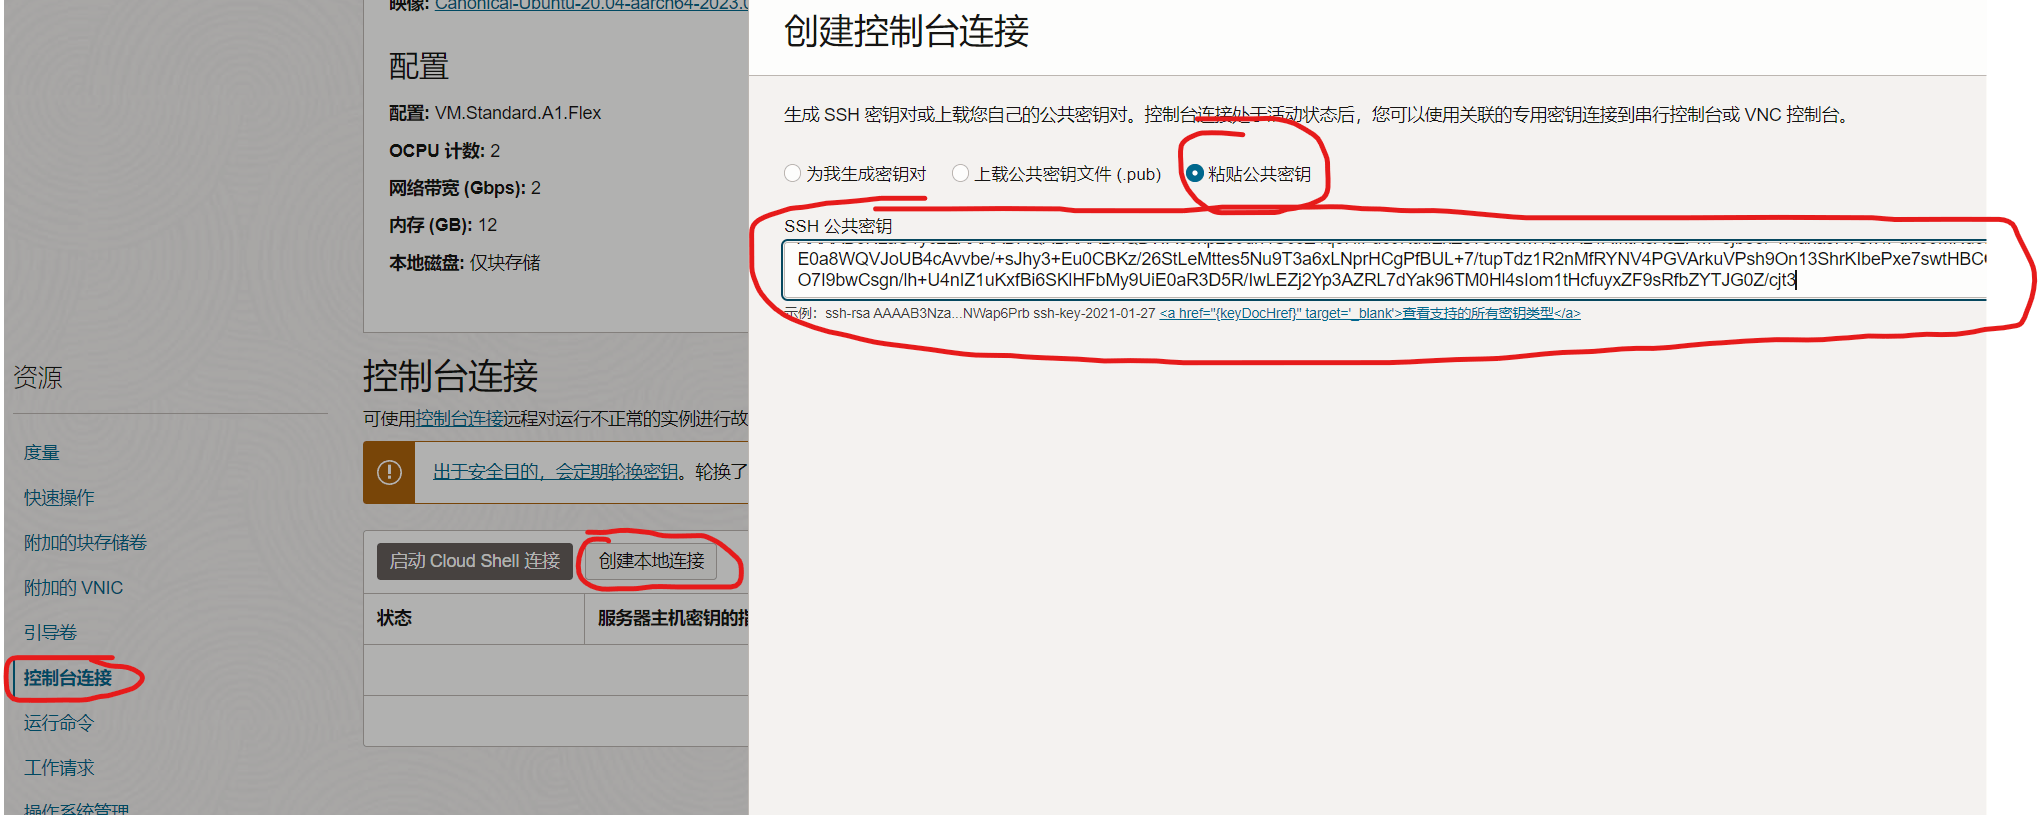 映像: Canonical-Ubuntu-20.04-aarch64-2023.0
配置
配置: VM.Standard.A1.Flex
OCPU 计数: 2
网络带宽 (Gbps): 2
内存 (GB): 12
本地磁盘: 仅块存储
资源
度量
快速操作
附加的块存储卷
附加的 VNIC
引导卷
控制台连接
运行命令
工作请求
操作系统管理
控制台连接
可使用控制台连接远程对运行不正常的实例进行故
出于安全目的，会定期轮换密钥。轮换了
启动 Cloud Shell 连接
创建本地连接
状态
服务器主机密钥的指
创建控制台连接
生成 SSH 密钥对或上载您自己的公共密钥对。控制台连接处于活动状态后，您可以使用关联的专用密钥连接到串行控制台或 VNC 控制台。
为我生成密钥对
上载公共密钥文件 (.pub)
粘贴公共密钥
SSH 公共密钥
E0a8WQVJoUB4cAvvbe/+sJhy3+Eu0CBKz/26StLeMttes5Nu9T3a6xLNprHCgPfBUL+7/tupTdz1R2nMfRYNV4PGVArkuVPsh9On13ShrKIbePxe7swtHBC
O7I9bwCsgn/lh+U4nIZ1uKxfBi6SKlHFbMy9UiE0aR3D5R/IwLEZj2Yp3AZRL7dYak96TM0Hl4sIom1tHcfuyxZF9sRfbZYTJG0Z/cjt3
示例：ssh-rsa AAAAB3Nza...NWap6Prb ssh-key-2021-01-27 <a href="{keyDocHref}" target='_blank'>查看支持的所有密钥类型</a>